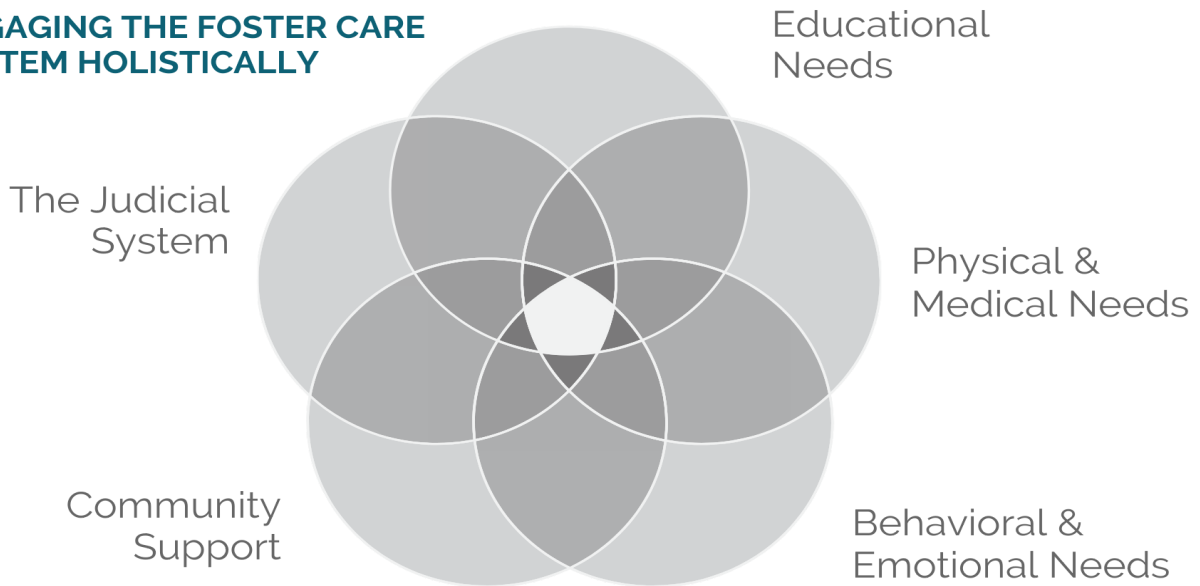 GAGING THE FOSTER CARE
TEM HOLISTICALLY
Educational
Needs
The Judicial
System
Physical &
Medical Needs
Community
Support
Behavioral &
Emotional Needs